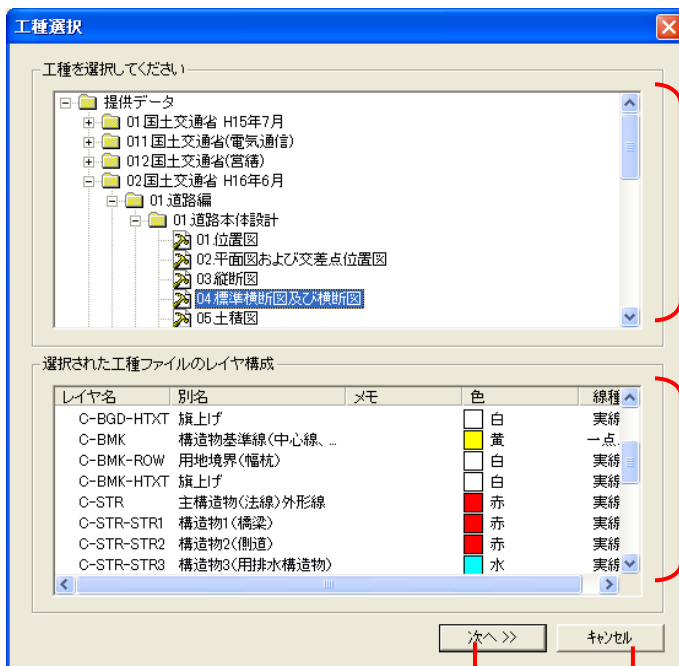 工種選択
工種を選択してください
提供データ
01国土交通省 H15年7月
011国土交通省(電気通信)
012国土交通省(営繕)
02国土交通省 H16年6月
01.道路編
01.道路本体設計
01.位置図
02.平面図および交差点位置図
03.縦断図
04.標準横断図及び横断図
05.土積図
選択された工種ファイルのレイヤ構成
レイヤ名 別名 メモ 色 線種
C-BGD-HTXT 旗上げ 白 実線
C-BMK 構造物基準線(中心線、... 黄 一点.
C-BMK-ROW 用地境界(幅杭) 白 実線
C-BMK-HTXT 旗上げ 白 実線
C-STR 主構造物(法線)外形線 赤 実線
C-STR-STR1 構造物1(橋梁) 赤 実線
C-STR-STR2 構造物2(側道) 赤 実線
C-STR-STR3 構造物3(用排水構造物) 水 実線
次へ >> キャンセル